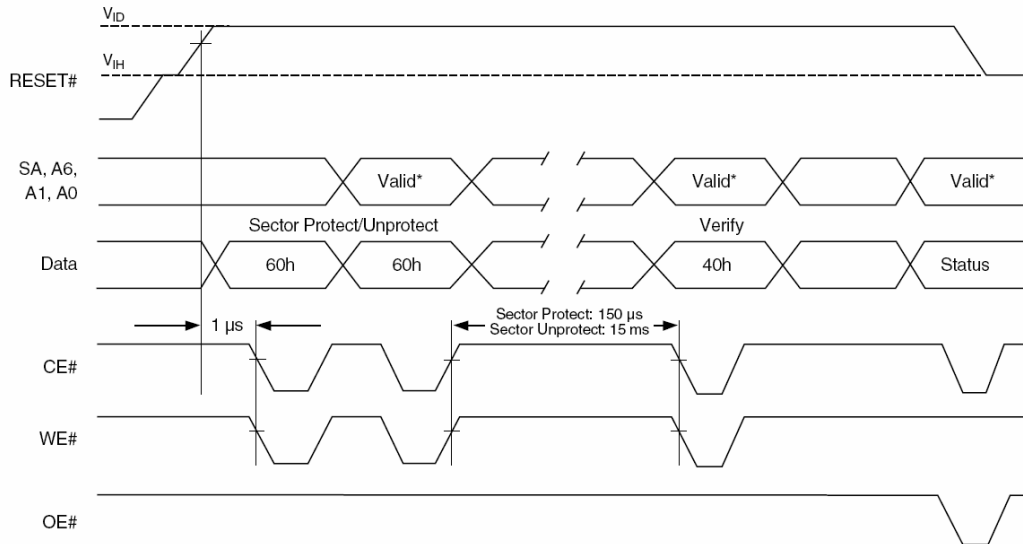 VID
VIH
RESET#
SA, A6,
A1, A0
Valid*
Valid*
Valid*
Sector Protect/Unprotect
Verify
Data
60h
60h
40h
Status
1 µs
Sector Protect: 150 µs
Sector Unprotect: 15 ms
CE#
WE#
OE#